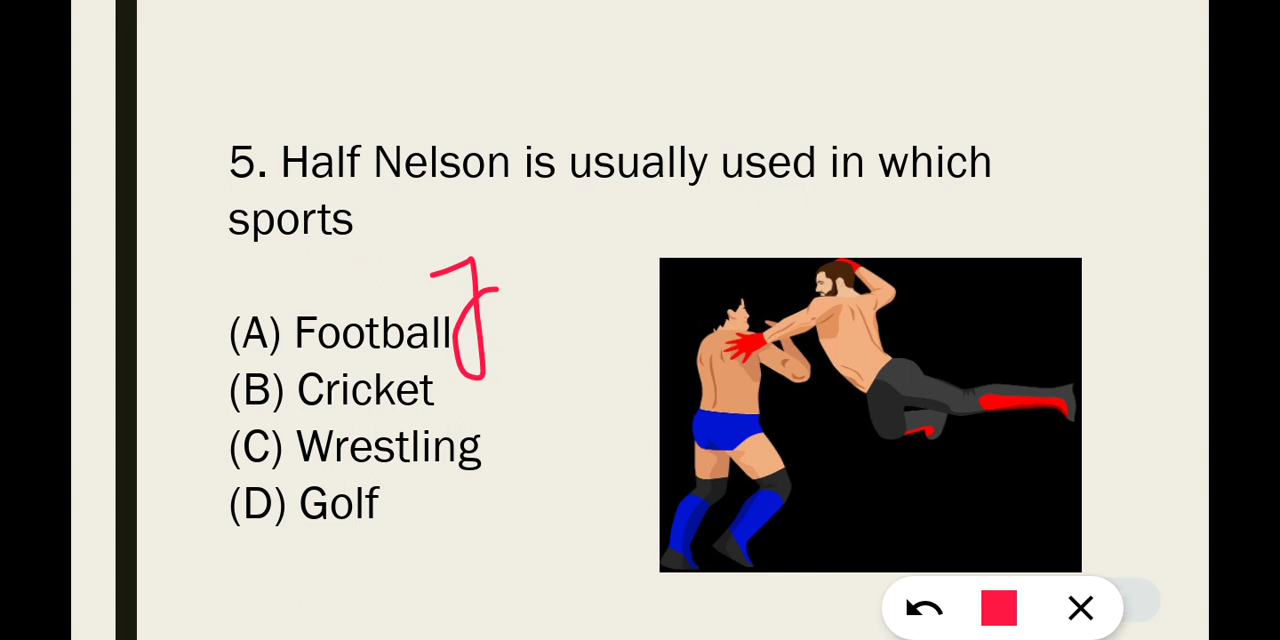 5. Half Nelson is usually used in which
sports
(A) Football
(B) Cricket
(C) Wrestling
(D) Golf